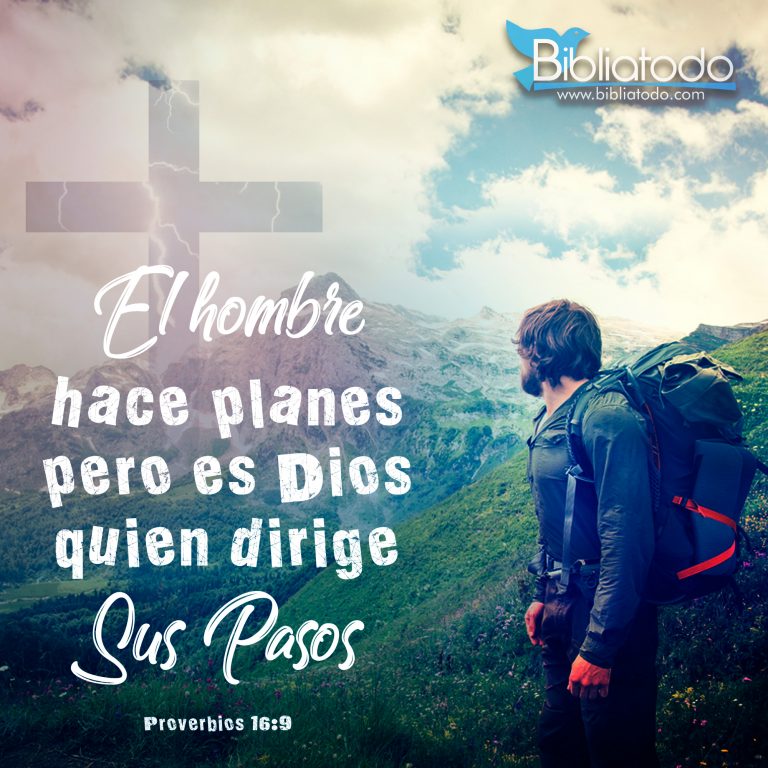 Bibliatodo
www.bibliatodo.com
El hombre
hace planes
pero es Dios
quien dirige
Sus Pasos
Proverbios 16:9